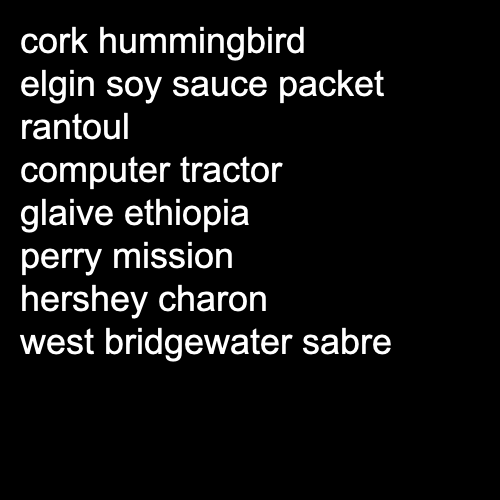 cork hummingbird
elgin soy sauce packet
rantoul
computer tractor
glaive ethiopia
perry mission
hershey charon
west bridgewater sabre